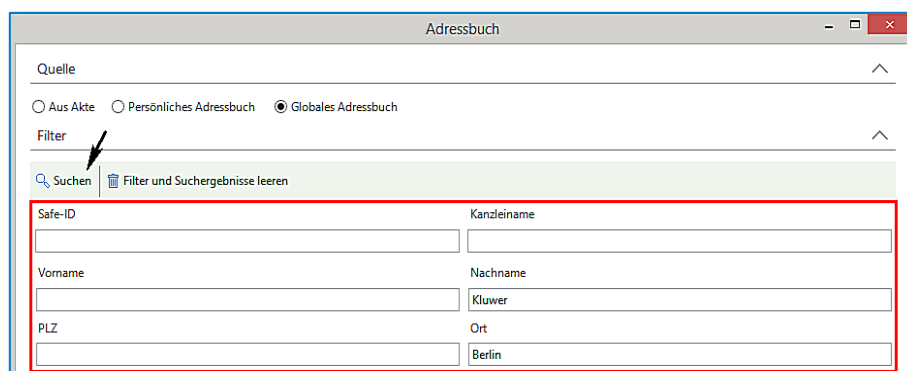 Adressbuch
Quelle
Aus Akte Persönliches Adressbuch Globales Adressbuch
Filter
Suchen Filter und Suchergebnisse leeren
Safe-ID Kanzleiname
Vorname Nachname
Kluwer
PLZ Ort
Berlin